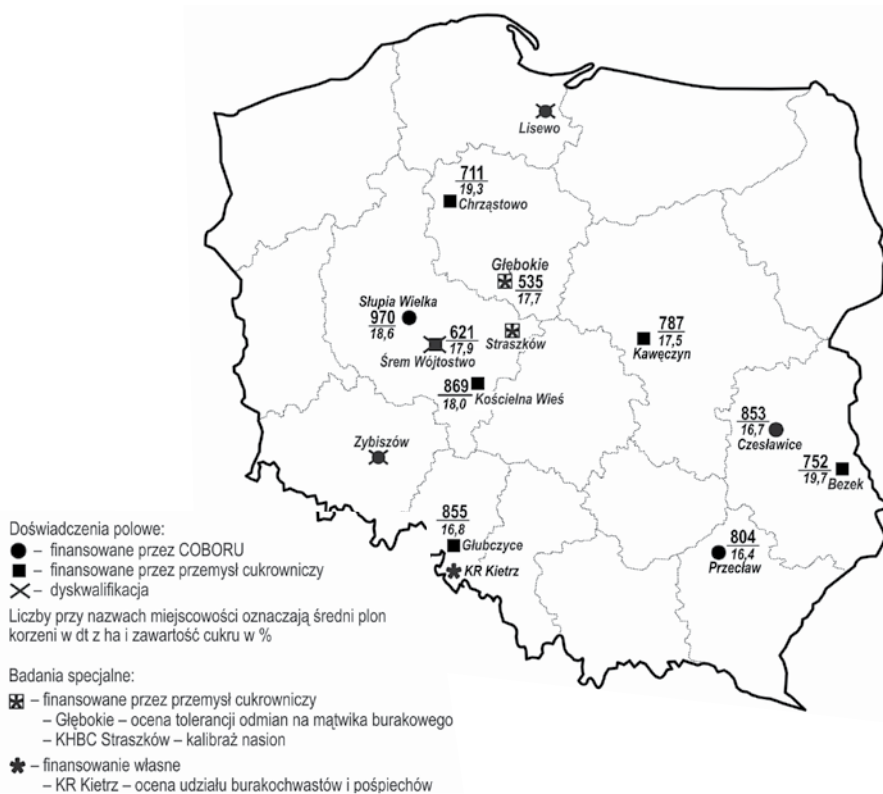 Lisewo
711
19,3
Chrząstowo
Głębokie
535
17,7
Słupia Wielka
970
18,6
621
17,9
Śrem Wójtostwo
Straszków
787
17,5
Kawęczyn
869
18,0
Kościelna Wieś
853
16,7
Czesławice
Zybiszów
752
19,7
Bezek
855
16,8
Głubczyce
804
16,4
Przecław
KR Kietrz
Doświadczenia polowe:
– finansowane przez COBORU
– finansowane przez przemysł cukrowniczy
– dyskwalifikacja
Liczby przy nazwach miejscowości oznaczają średni plon
korzeni w dt z ha i zawartość cukru w %
Badania specjalne:
– finansowane przez przemysł cukrowniczy
– Głębokie – ocena tolerancji odmian na mątwika burakowego
– KHBC Straszków – kalibraż nasion
– finansowanie własne
– KR Kietrz – ocena udziału burakochwastów i pośpiechów